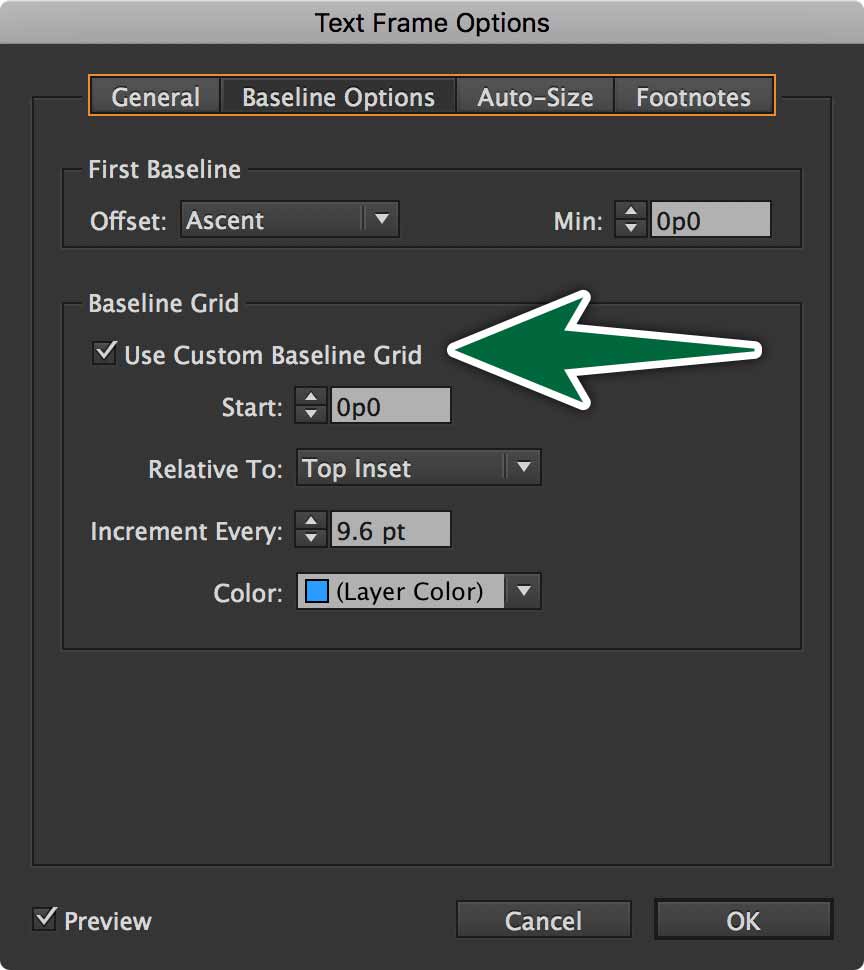 Text Frame Options
General Baseline Options Auto-Size Footnotes
First Baseline
Offset: Ascent Min: 0p0
Baseline Grid
Use Custom Baseline Grid
Start: 0p0
Relative To: Top Inset
Increment Every: 9.6 pt
Color: (Layer Color)
Preview Cancel OK